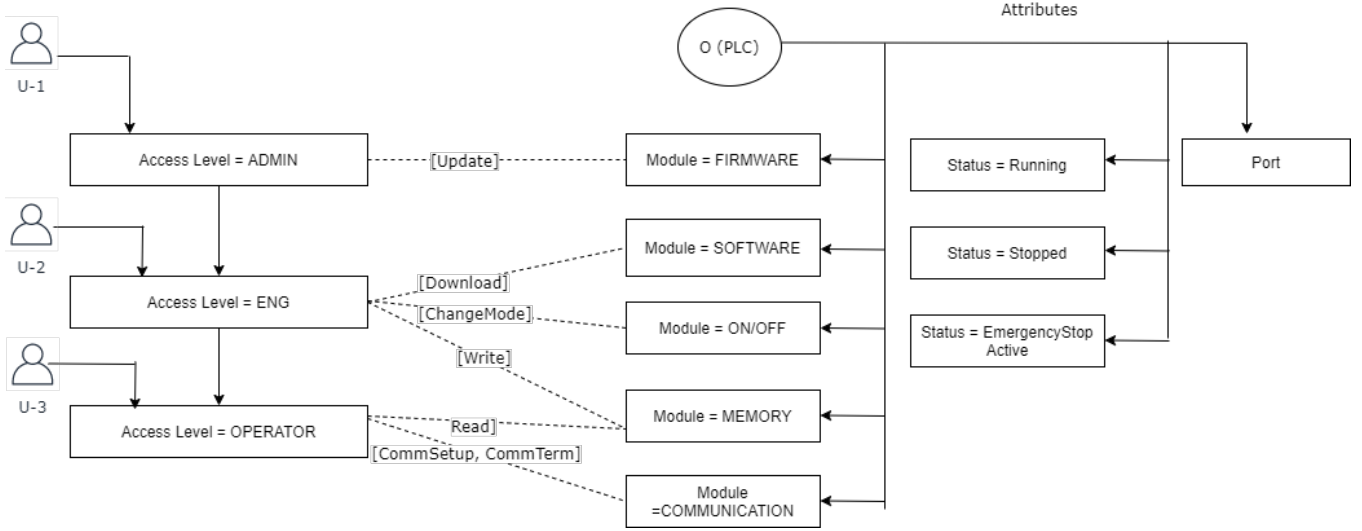 Attributes
O (PLC)
U-1
Access Level = ADMIN
[Update]
Module = FIRMWARE
Status = Running
Port
U-2
Access Level = ENG
[Download]
[ChangeMode]
[Write]
Module = SOFTWARE
Status = Stopped
Module = ON/OFF
Status = EmergencyStop
Active
U-3
Access Level = OPERATOR
Read]
[CommSetup, CommTerm]
Module = MEMORY
Module
=COMMUNICATION